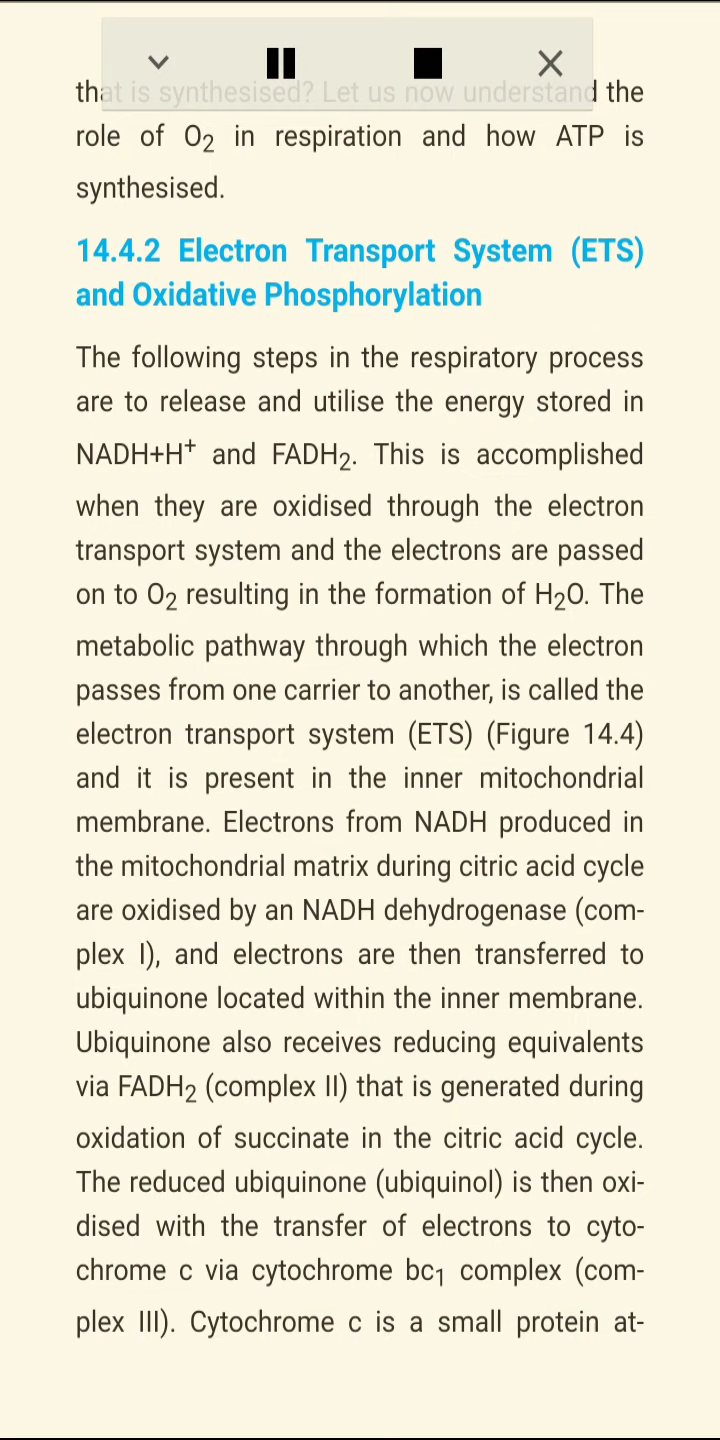 that is synthesised? Let us now understand the
role of O₂ in respiration and how ATP is
synthesised.
14.4.2 Electron Transport System (ETS)
and Oxidative Phosphorylation
The following steps in the respiratory process
are to release and utilise the energy stored in
NADH+H⁺ and FADH₂. This is accomplished
when they are oxidised through the electron
transport system and the electrons are passed
on to O₂ resulting in the formation of H₂O. The
metabolic pathway through which the electron
passes from one carrier to another, is called the
electron transport system (ETS) (Figure 14.4)
and it is present in the inner mitochondrial
membrane. Electrons from NADH produced in
the mitochondrial matrix during citric acid cycle
are oxidised by an NADH dehydrogenase (com-
plex I), and electrons are then transferred to
ubiquinone located within the inner membrane.
Ubiquinone also receives reducing equivalents
via FADH₂ (complex II) that is generated during
oxidation of succinate in the citric acid cycle.
The reduced ubiquinone (ubiquinol) is then oxi-
dised with the transfer of electrons to cyto-
chrome c via cytochrome bc₁ complex (com-
plex III). Cytochrome c is a small protein at-